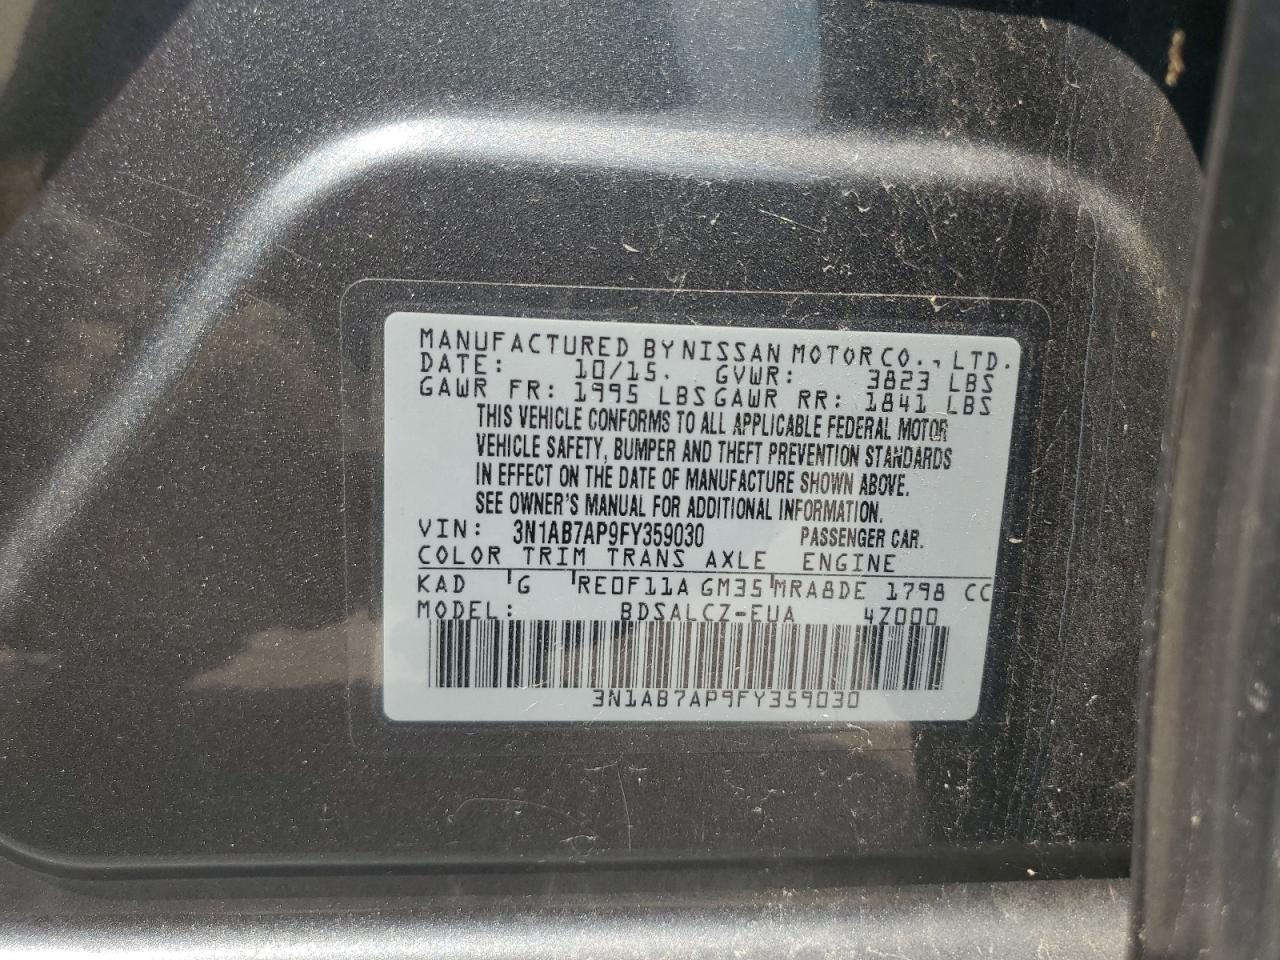 MANUFACTURED BY NISSAN MOTOR CO., LTD.
DATE: 10/15. GVWR: 3823 LBS
GAWR FR: 1995 LBS GAWR RR: 1841 LBS
THIS VEHICLE CONFORMS TO ALL APPLICABLE FEDERAL MOTOR
VEHICLE SAFETY, BUMPER AND THEFT PREVENTION STANDARDS
IN EFFECT ON THE DATE OF MANUFACTURE SHOWN ABOVE.
SEE OWNER'S MANUAL FOR ADDITIONAL INFORMATION.
VIN: 3N1AB7AP9FY359030 PASSENGER CAR.
COLOR TRIM TRANS AXLE ENGINE
KAD G RE0F11A GM35 MRA8DE 1798 CC
MODEL: BDSALCZ-EUA 4Z000
3N1AB7AP9FY359030